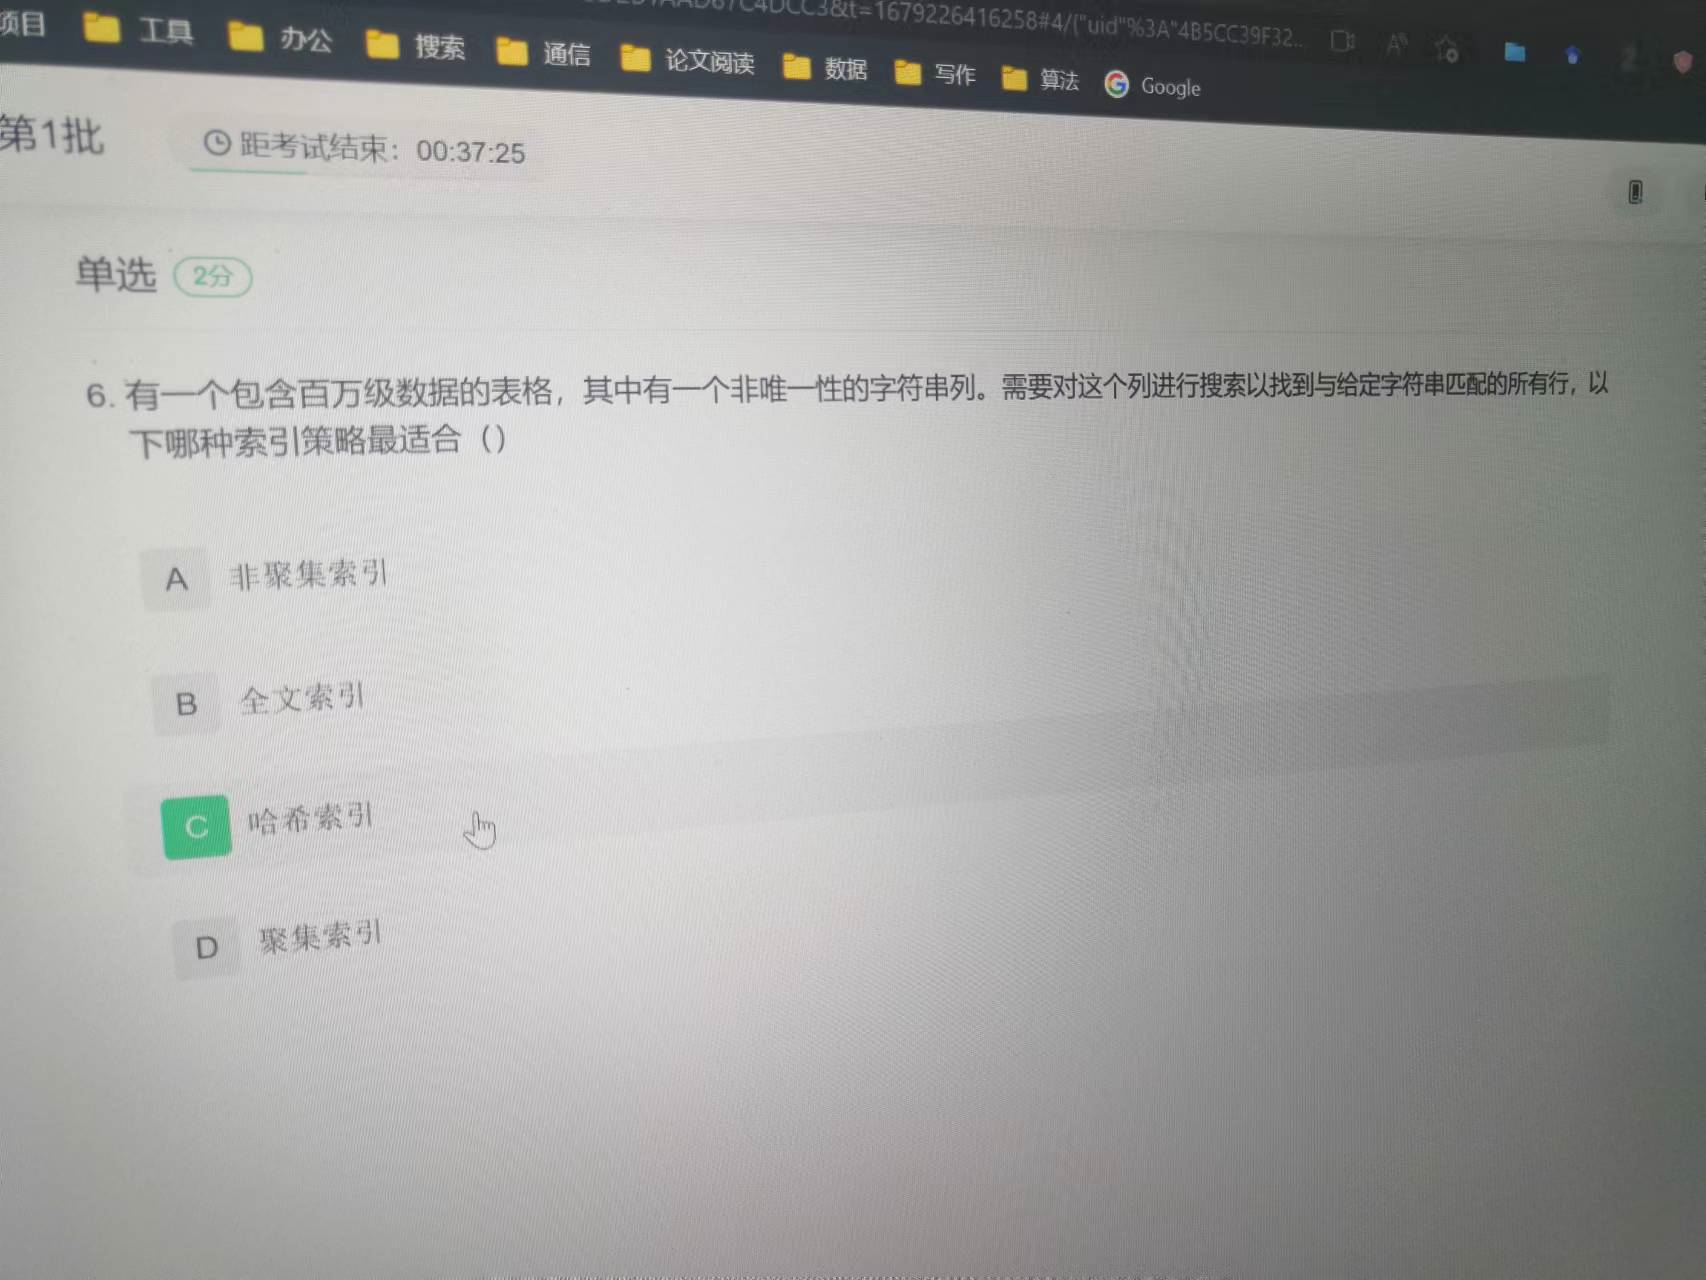 &t=1679226416258#4/{"uid"%3A"4B5CC39F32...
项目 工具 办公 搜索 通信 论文阅读 数据 写作 算法 Google
第1批 距考试结束：00:37:25
单选 2分
6. 有一个包含百万级数据的表格，其中有一个非唯一性的字符串列。需要对这个列进行搜索以找到与给定字符串匹配的所有行，以
下哪种索引策略最适合（）
A 非聚集索引
B 全文索引
C 哈希索引
D 聚集索引